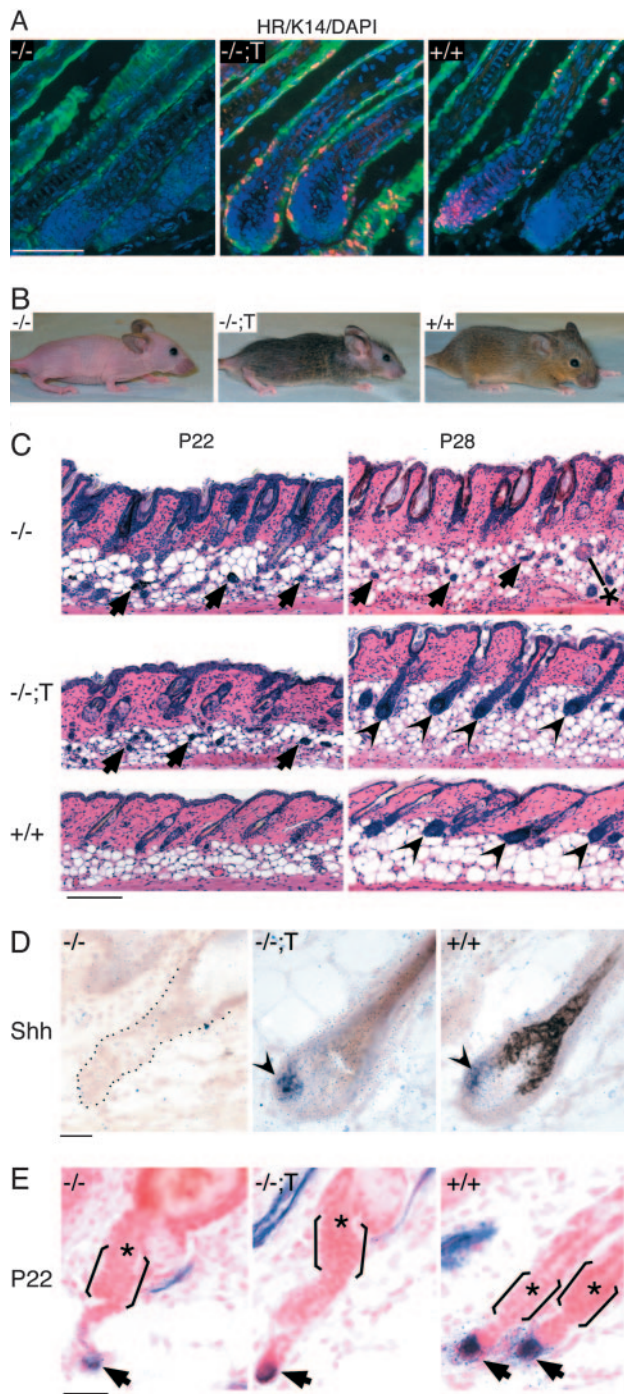 A
HR/K14/DAPI
-/-
-/-;T
+/+
B
-/-
-/-;T
+/+
C
P22
P28
-/-
*
-/-;T
+/+
D
-/-
-/-;T
+/+
Shh
E
-/-
-/-;T
+/+
*
*
*
*
P22